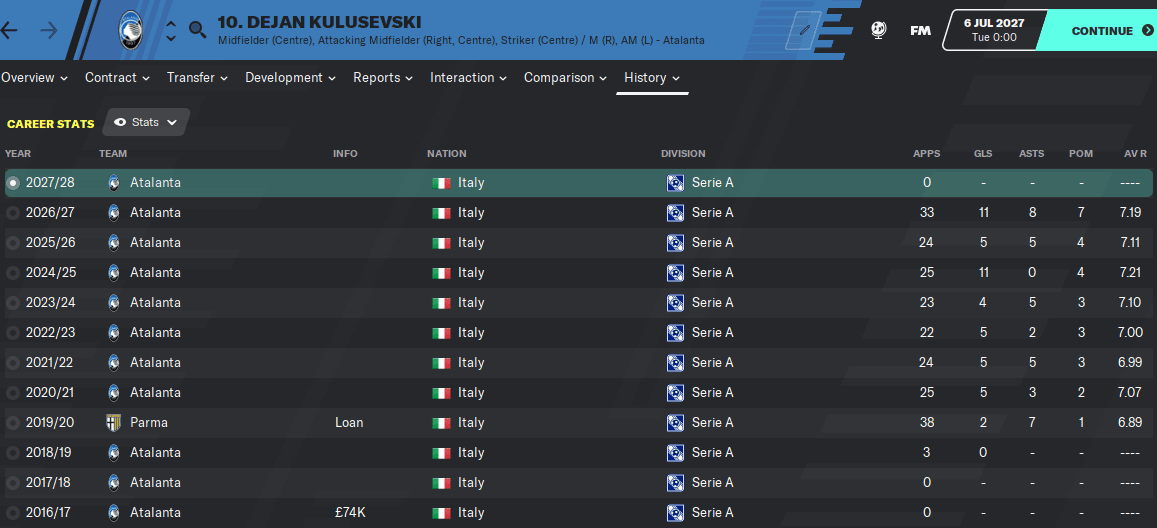 10. DEJAN KULUSEVSKI
Midfielder (Centre), Attacking Midfielder (Right, Centre), Striker (Centre) / M (R), AM (L) - Atalanta
FM
6 JUL 2027
Tue 0:00
CONTINUE
Overview Contract Transfer Development Reports Interaction Comparison History
CAREER STATS Stats
YEAR TEAM INFO NATION DIVISION APPS GLS ASTS POM AV R
2027/28 Atalanta Italy Serie A 0 - - - ----
2026/27 Atalanta Italy Serie A 33 11 8 7 7.19
2025/26 Atalanta Italy Serie A 24 5 5 4 7.11
2024/25 Atalanta Italy Serie A 25 11 0 4 7.21
2023/24 Atalanta Italy Serie A 23 4 5 3 7.10
2022/23 Atalanta Italy Serie A 22 5 2 3 7.00
2021/22 Atalanta Italy Serie A 24 5 5 3 6.99
2020/21 Atalanta Italy Serie A 25 5 3 2 7.07
2019/20 Parma Loan Italy Serie A 38 2 7 1 6.89
2018/19 Atalanta Italy Serie A 3 0 - - ----
2017/18 Atalanta Italy Serie A 0 - - - ----
2016/17 Atalanta £74K Italy Serie A 0 - - - ----